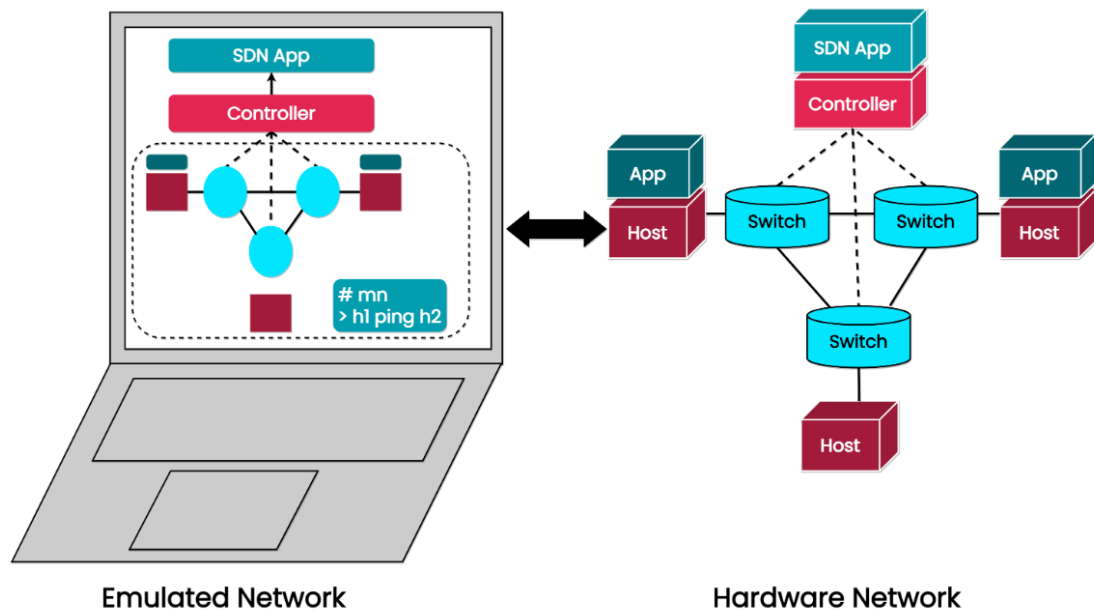 SDN App
Controller
# mn
> h1 ping h2
SDN App
Controller
App
Host
Switch
Switch
App
Host
Switch
Host
Emulated Network
Hardware Network